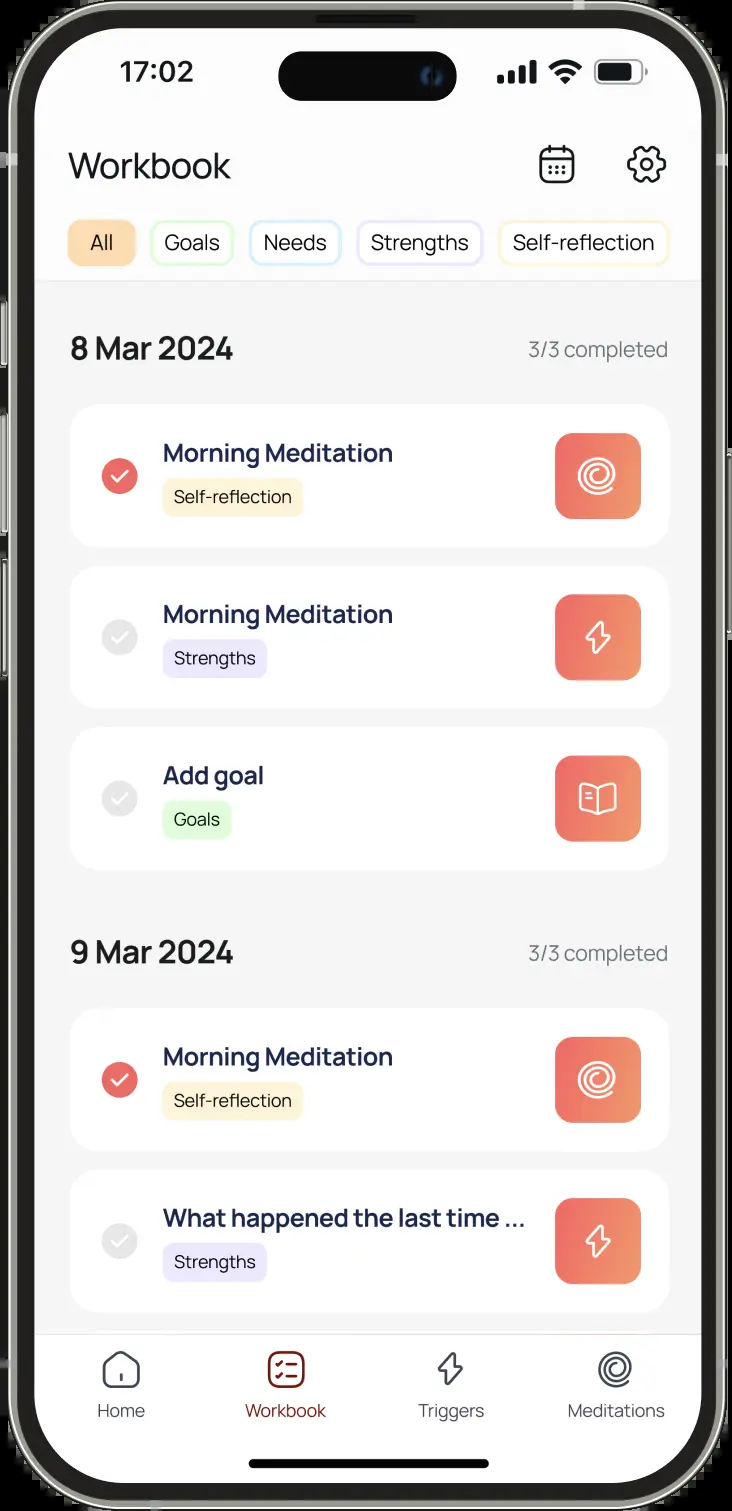 17:02
Workbook
All Goals Needs Strengths Self-reflection
8 Mar 2024 3/3 completed
Morning Meditation
Self-reflection
Morning Meditation
Strengths
Add goal
Goals
9 Mar 2024 3/3 completed
Morning Meditation
Self-reflection
What happened the last time ...
Strengths
Home Workbook Triggers Meditations